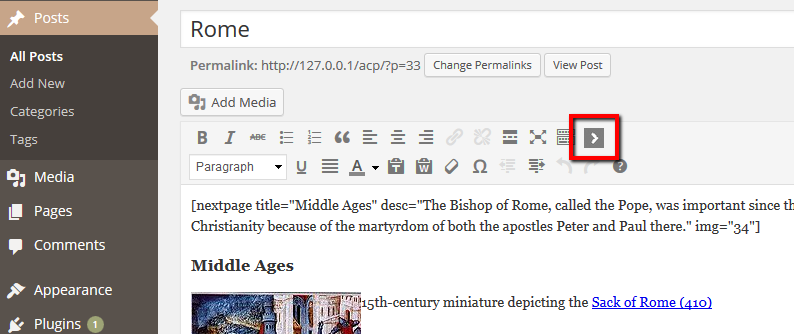 Posts
All Posts
Add New
Categories
Tags
Media
Pages
Comments
Appearance
Plugins 1
Rome
Permalink: http://127.0.0.1/acp/?p=33 Change Permalinks View Post
Add Media
B I ABC
Paragraph U A T W Ω ?
[nextpage title="Middle Ages" desc="The Bishop of Rome, called the Pope, was important since th
Christianity because of the martyrdom of both the apostles Peter and Paul there." img="34"]
Middle Ages
15th-century miniature depicting the Sack of Rome (410)